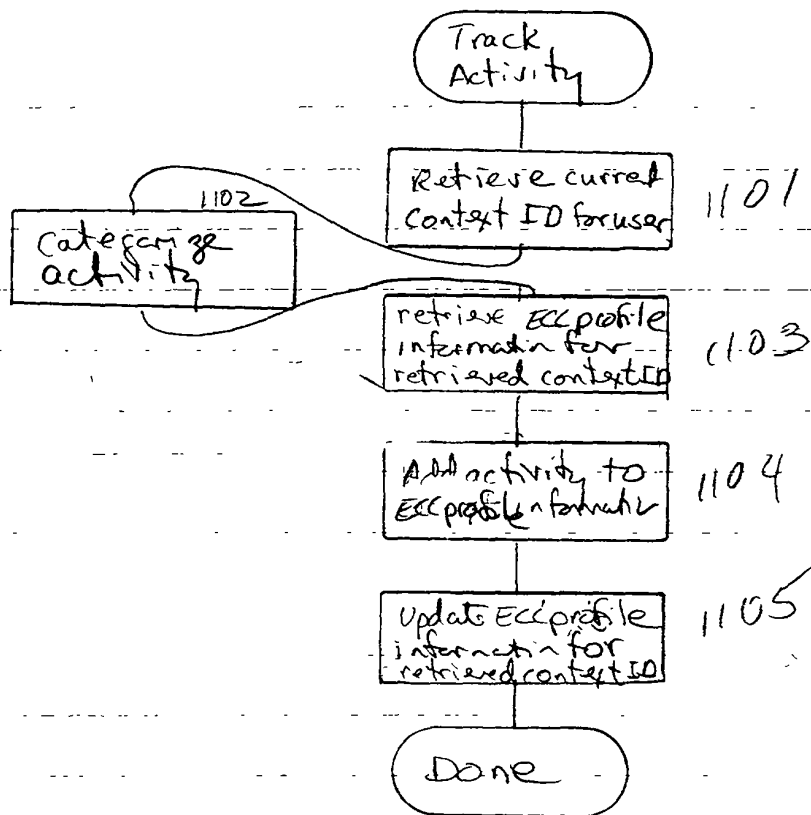 Track
Activity
Retrieve current
Context ID for user
1101
1102
Categorize
activity
retrieve ECC profile
information for
retrieved context ID
1103
Add activity to
ECC profile information
1104
Update ECC profile
information for
retrieved context ID
1105
Done